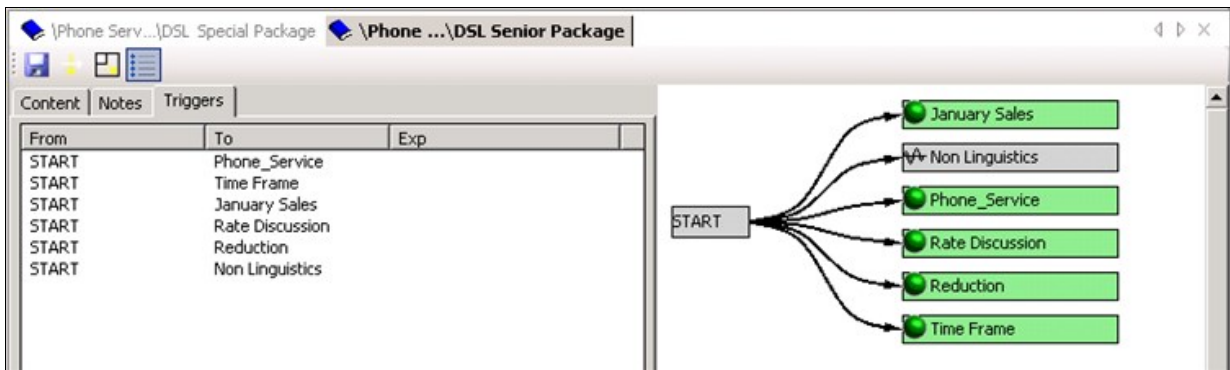 \Phone Serv...\DSL Special Package \Phone ...\DSL Senior Package
Content Notes Triggers
From To Exp
START Phone_Service
START Time Frame
START January Sales
START Rate Discussion
START Reduction
START Non Linguistics
START
January Sales
Non Linguistics
Phone_Service
Rate Discussion
Reduction
Time Frame